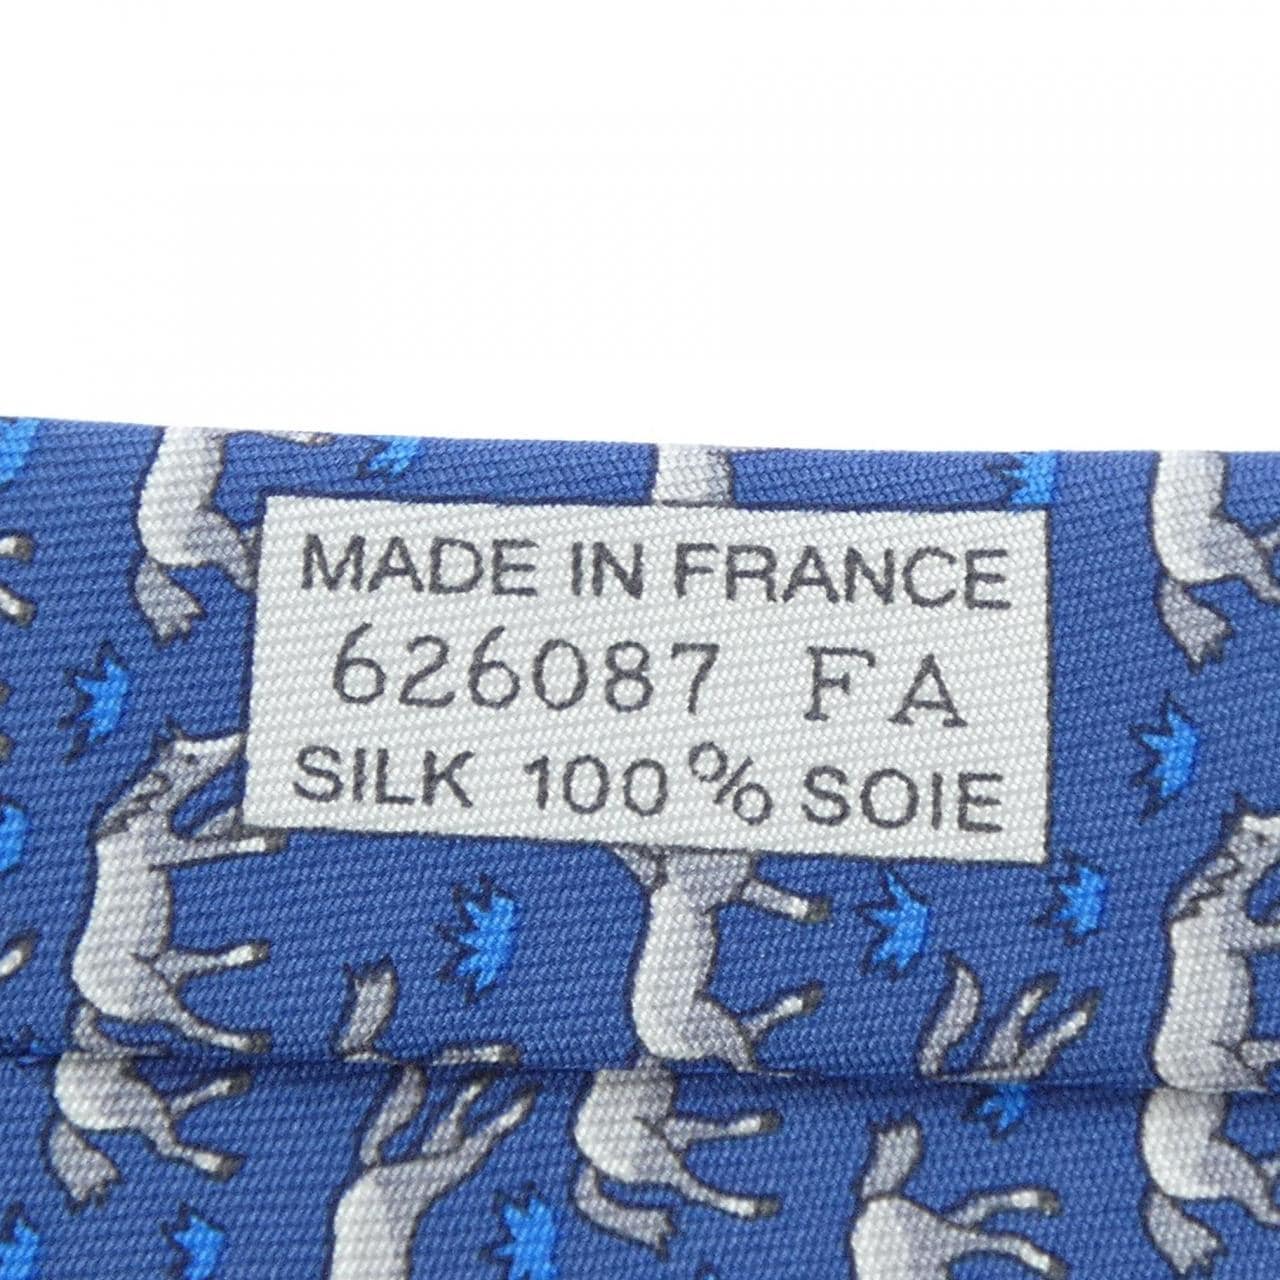 MADE IN FRANCE
626087 FA
SILK 100% SOIE